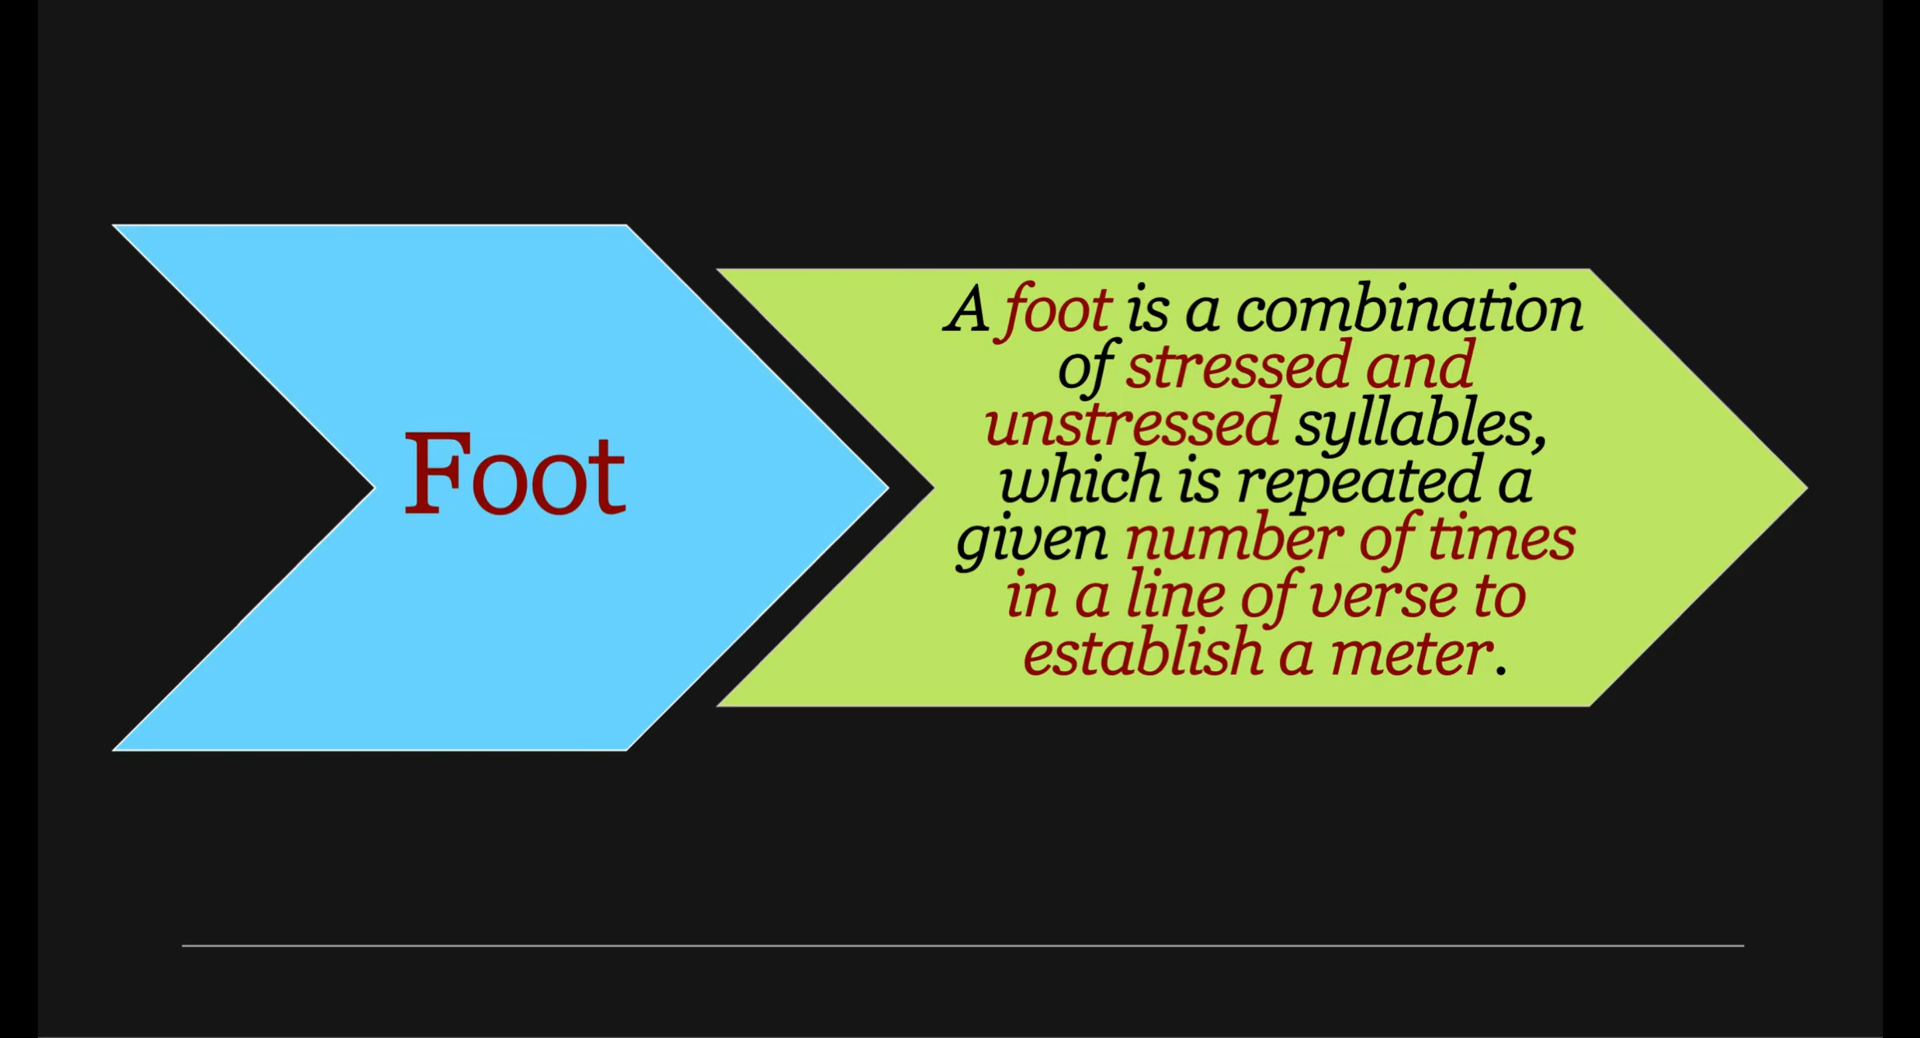 Foot
A foot is a combination
of stressed and
unstressed syllables,
which is repeated a
given number of times
in a line of verse to
establish a meter.